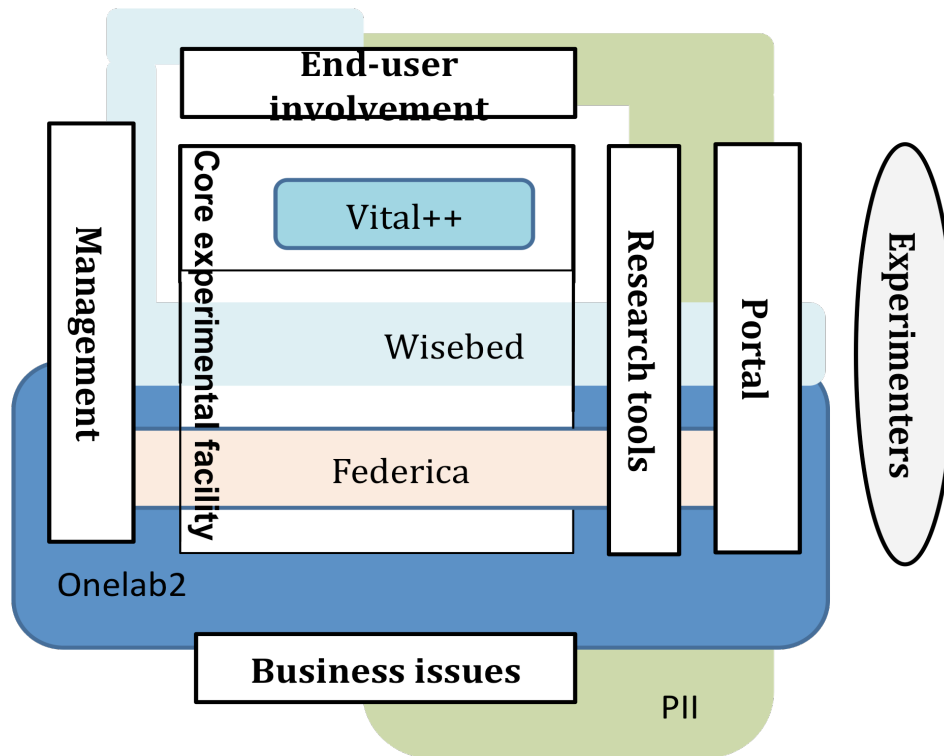 End-user
involvement
Core experimental facility
Vital++
Management
Research tools
Portal
Experimenters
Wisebed
Federica
Onelab2
Business issues
PII